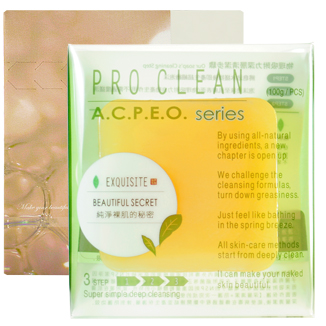 PRO CLEAN
(100g / PCS)
A.C.P.E.O. series
By using all-natural
ingredients, a new
chapter is open up
We challenge the
cleansing formulas,
turn down greasiness.
EXQUISITE
BEAUTIFUL SECRET
純淨裸肌的秘密
Just feel like bathing
in the spring breeze.
All skin-care methods
start from deeply clean.
It can make your naked
skin beautiful.
3
Super simple deep cleansing